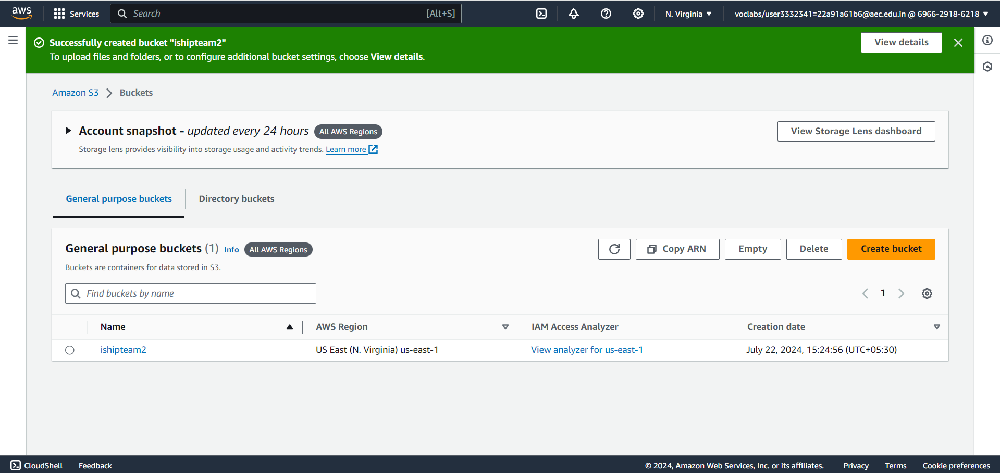 aws Services Search [Alt+S] N. Virginia voclabs/user3332341=22a91a61b6@aec.edu.in @ 6966-2918-6218
Successfully created bucket "ishipteam2"
To upload files and folders, or to configure additional bucket settings, choose View details.
View details
Amazon S3 Buckets
Account snapshot - updated every 24 hours All AWS Regions
Storage lens provides visibility into storage usage and activity trends. Learn more
View Storage Lens dashboard
General purpose buckets Directory buckets
General purpose buckets (1) Info All AWS Regions
Buckets are containers for data stored in S3.
Copy ARN Empty Delete Create bucket
Find buckets by name
1
Name AWS Region IAM Access Analyzer Creation date
ishipteam2 US East (N. Virginia) us-east-1 View analyzer for us-east-1 July 22, 2024, 15:24:56 (UTC+05:30)
CloudShell Feedback © 2024, Amazon Web Services, Inc. or its affiliates. Privacy Terms Cookie preferences